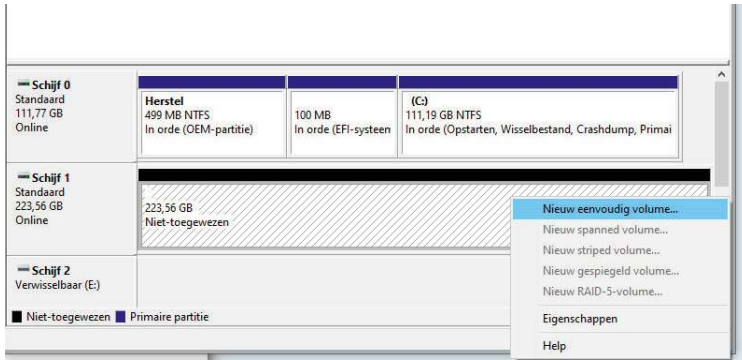 Schijf 0
Standaard
111,77 GB
Online
Herstel
499 MB NTFS
In orde (OEM-partitie)
100 MB
In orde (EFI-systeem
(C:)
111,19 GB NTFS
In orde (Opstarten, Wisselbestand, Crashdump, Primai
Schijf 1
Standaard
223,56 GB
Online
223,56 GB
Niet-toegewezen
Nieuw eenvoudig volume...
Nieuw spanned volume...
Nieuw striped volume...
Nieuw gespiegeld volume...
Nieuw RAID-5-volume...
Eigenschappen
Help
Schijf 2
Verwisselbaar (E:)
Niet-toegewezen
Primaire partitie